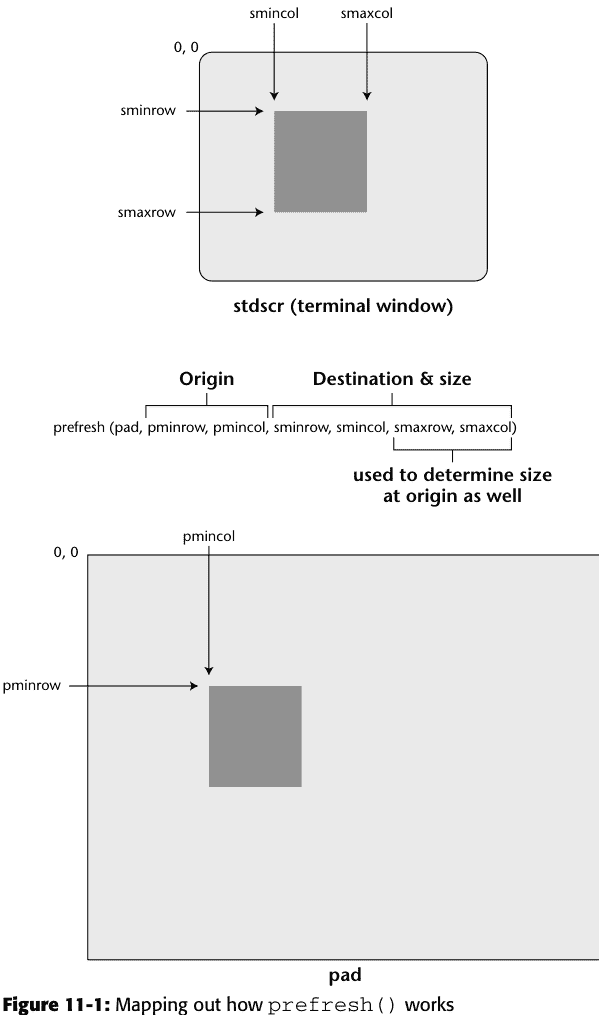 smincol smaxcol
0, 0
sminrow
smaxrow
stdscr (terminal window)
Origin Destination & size
prefresh (pad, pminrow, pmincol, sminrow, smincol, smaxrow, smaxcol)
used to determine size
at origin as well
pmincol
0, 0
pminrow
pad
Figure 11-1: Mapping out how prefresh() works